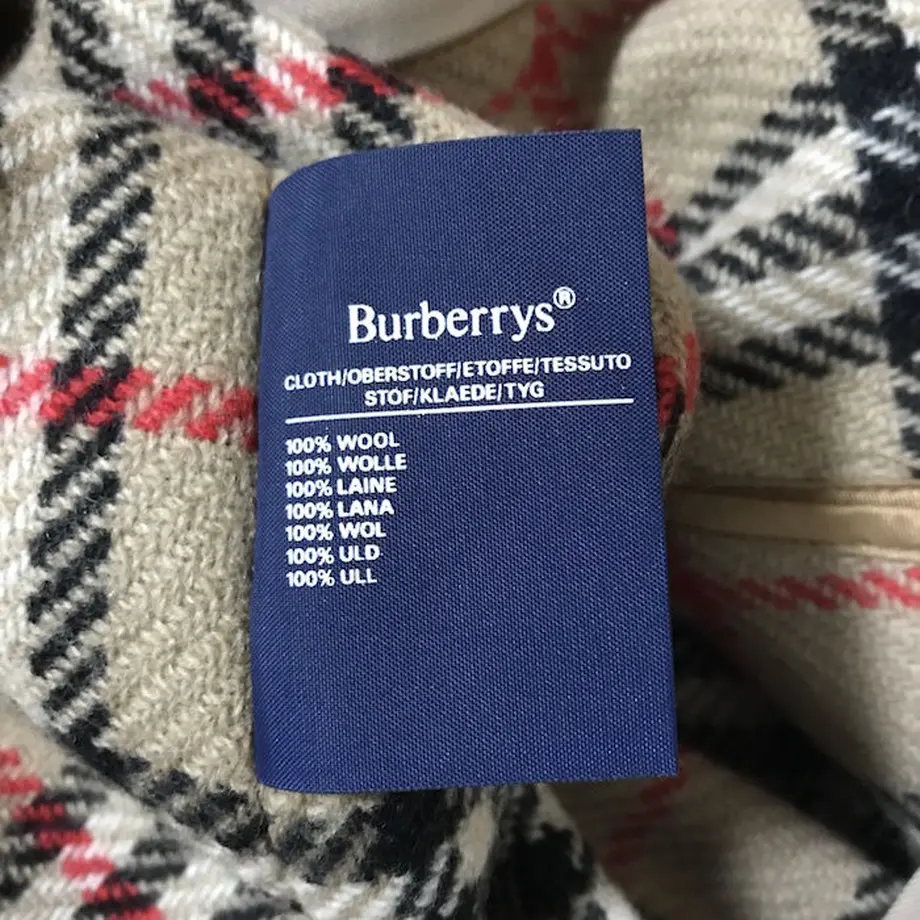 Burberrys®
CLOTH/OBERSTOFF/ETOFFE/TESSUTO
STOF/KLAEDE/TYG
100% WOOL
100% WOLLE
100% LAINE
100% LANA
100% WOL
100% ULD
100% ULL